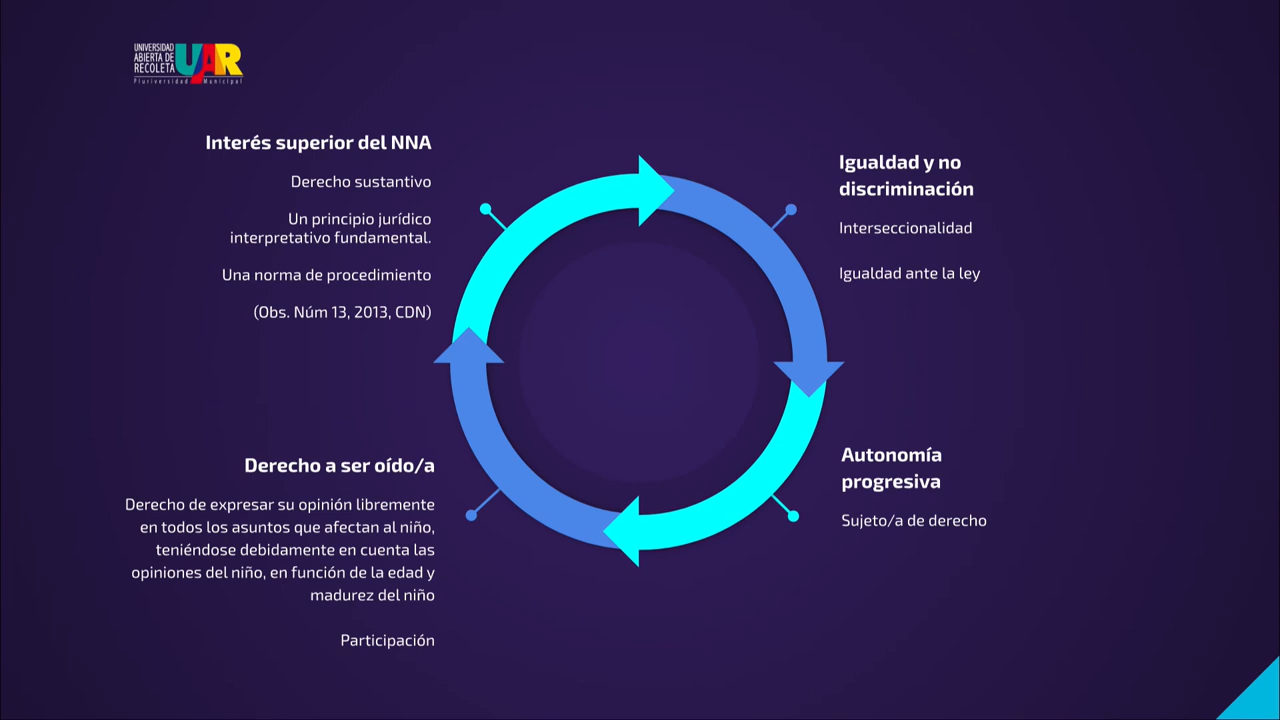 UNIVERSIDAD
ABIERTA DE
RECOLETA
UAR
Pluriversidad Municipal
Interés superior del NNA
Derecho sustantivo
Un principio jurídico
interpretativo fundamental.
Una norma de procedimiento
(Obs. Núm 13, 2013, CDN)
Igualdad y no
discriminación
Interseccionalidad
Igualdad ante la ley
Derecho a ser oído/a
Derecho de expresar su opinión libremente
en todos los asuntos que afectan al niño,
teniéndose debidamente en cuenta las
opiniones del niño, en función de la edad y
madurez del niño
Participación
Autonomía
progresiva
Sujeto/a de derecho